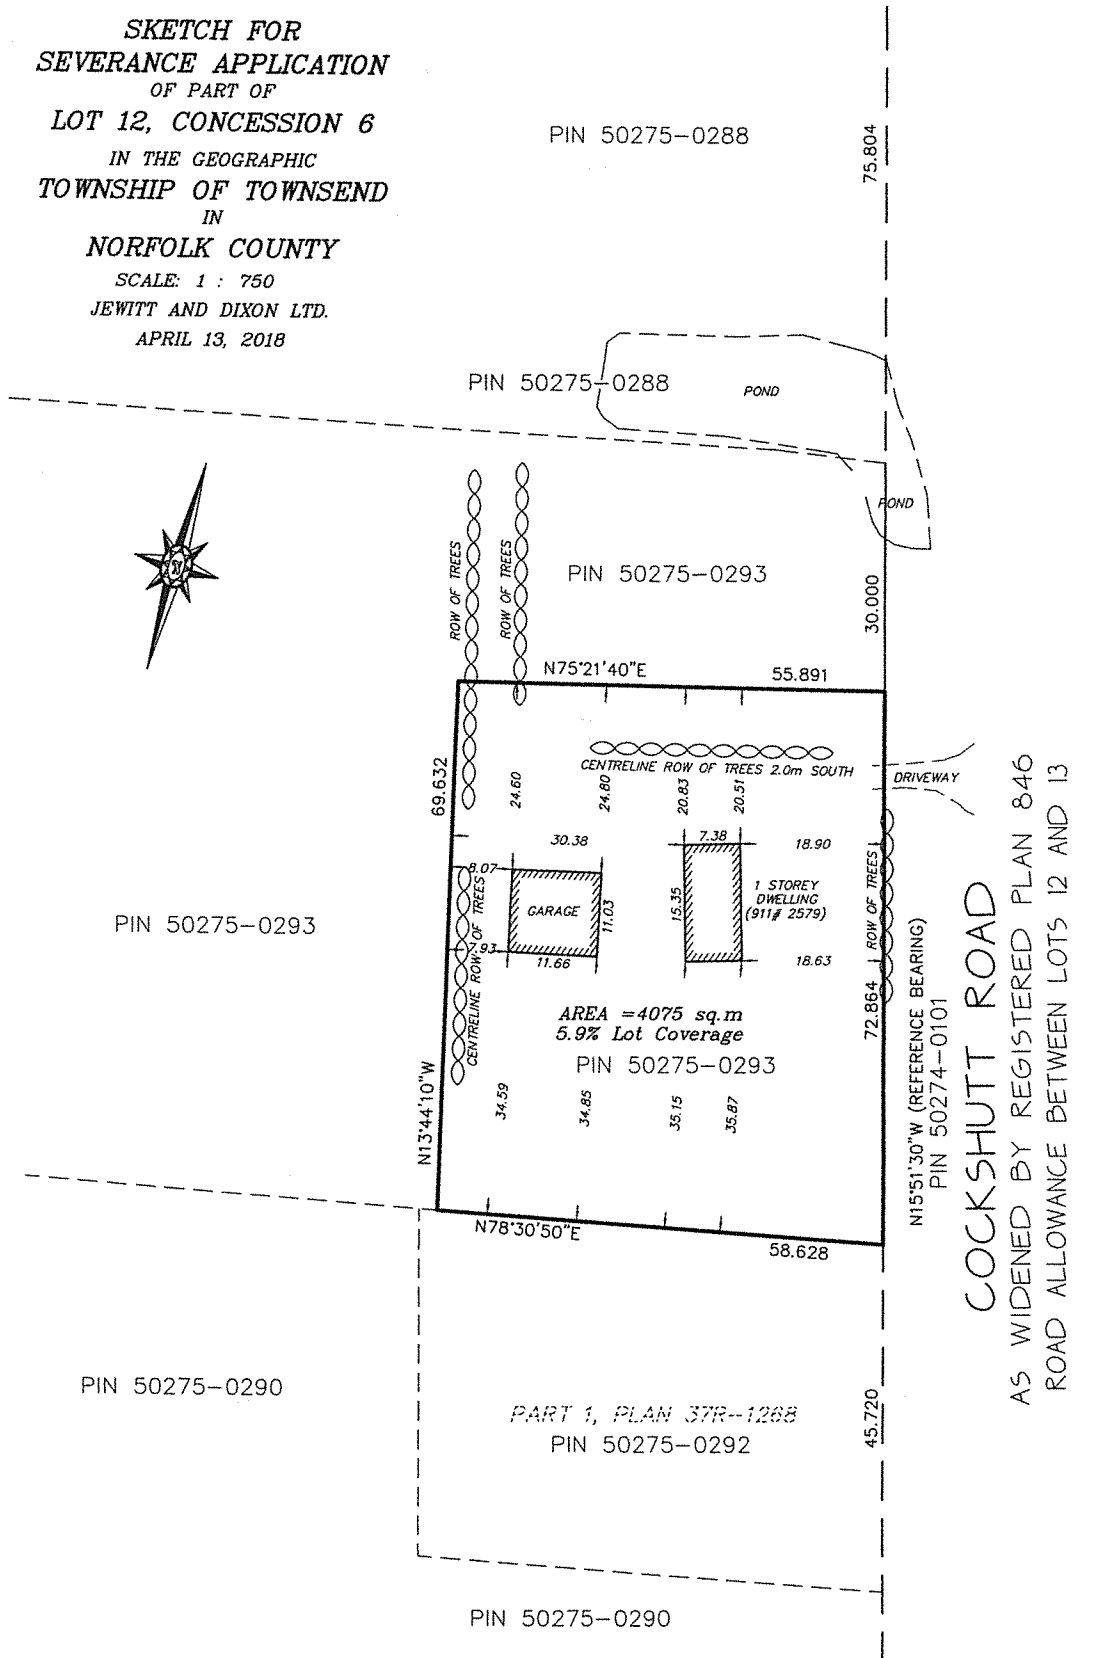 SKETCH FOR
SEVERANCE APPLICATION
OF PART OF
LOT 12, CONCESSION 6
IN THE GEOGRAPHIC
TOWNSHIP OF TOWNSEND
IN
NORFOLK COUNTY
SCALE: 1 : 750
JEWITT AND DIXON LTD.
APRIL 13, 2018
PIN 50275-0288
75.804
PIN 50275-0288
POND
POND
N
ROW OF TREES
ROW OF TREES
PIN 50275-0293
30.000
N75°21'40"E
55.891
CENTRELINE ROW OF TREES 2.0m SOUTH
DRIVEWAY
69.632
24.60
24.80
20.83
20.51
30.38
7.38
18.90
8.07
GARAGE
11.03
15.35
1 STOREY
DWELLING
(911# 2579)
ROW OF TREES
7.93
11.66
18.63
CENTRELINE ROW OF TREES
PIN 50275-0293
AREA =4075 sq.m
5.9% Lot Coverage
PIN 50275-0293
72.864
N15°51'30"W (REFERENCE BEARING)
PIN 50274-0101
COCKSHUTT ROAD
AS WIDENED BY REGISTERED PLAN 846
ROAD ALLOWANCE BETWEEN LOTS 12 AND 13
N13°44'10"W
34.59
34.85
35.15
35.87
N78°30'50"E
58.628
PIN 50275-0290
PART 1, PLAN 37R-1268
PIN 50275-0292
45.720
PIN 50275-0290